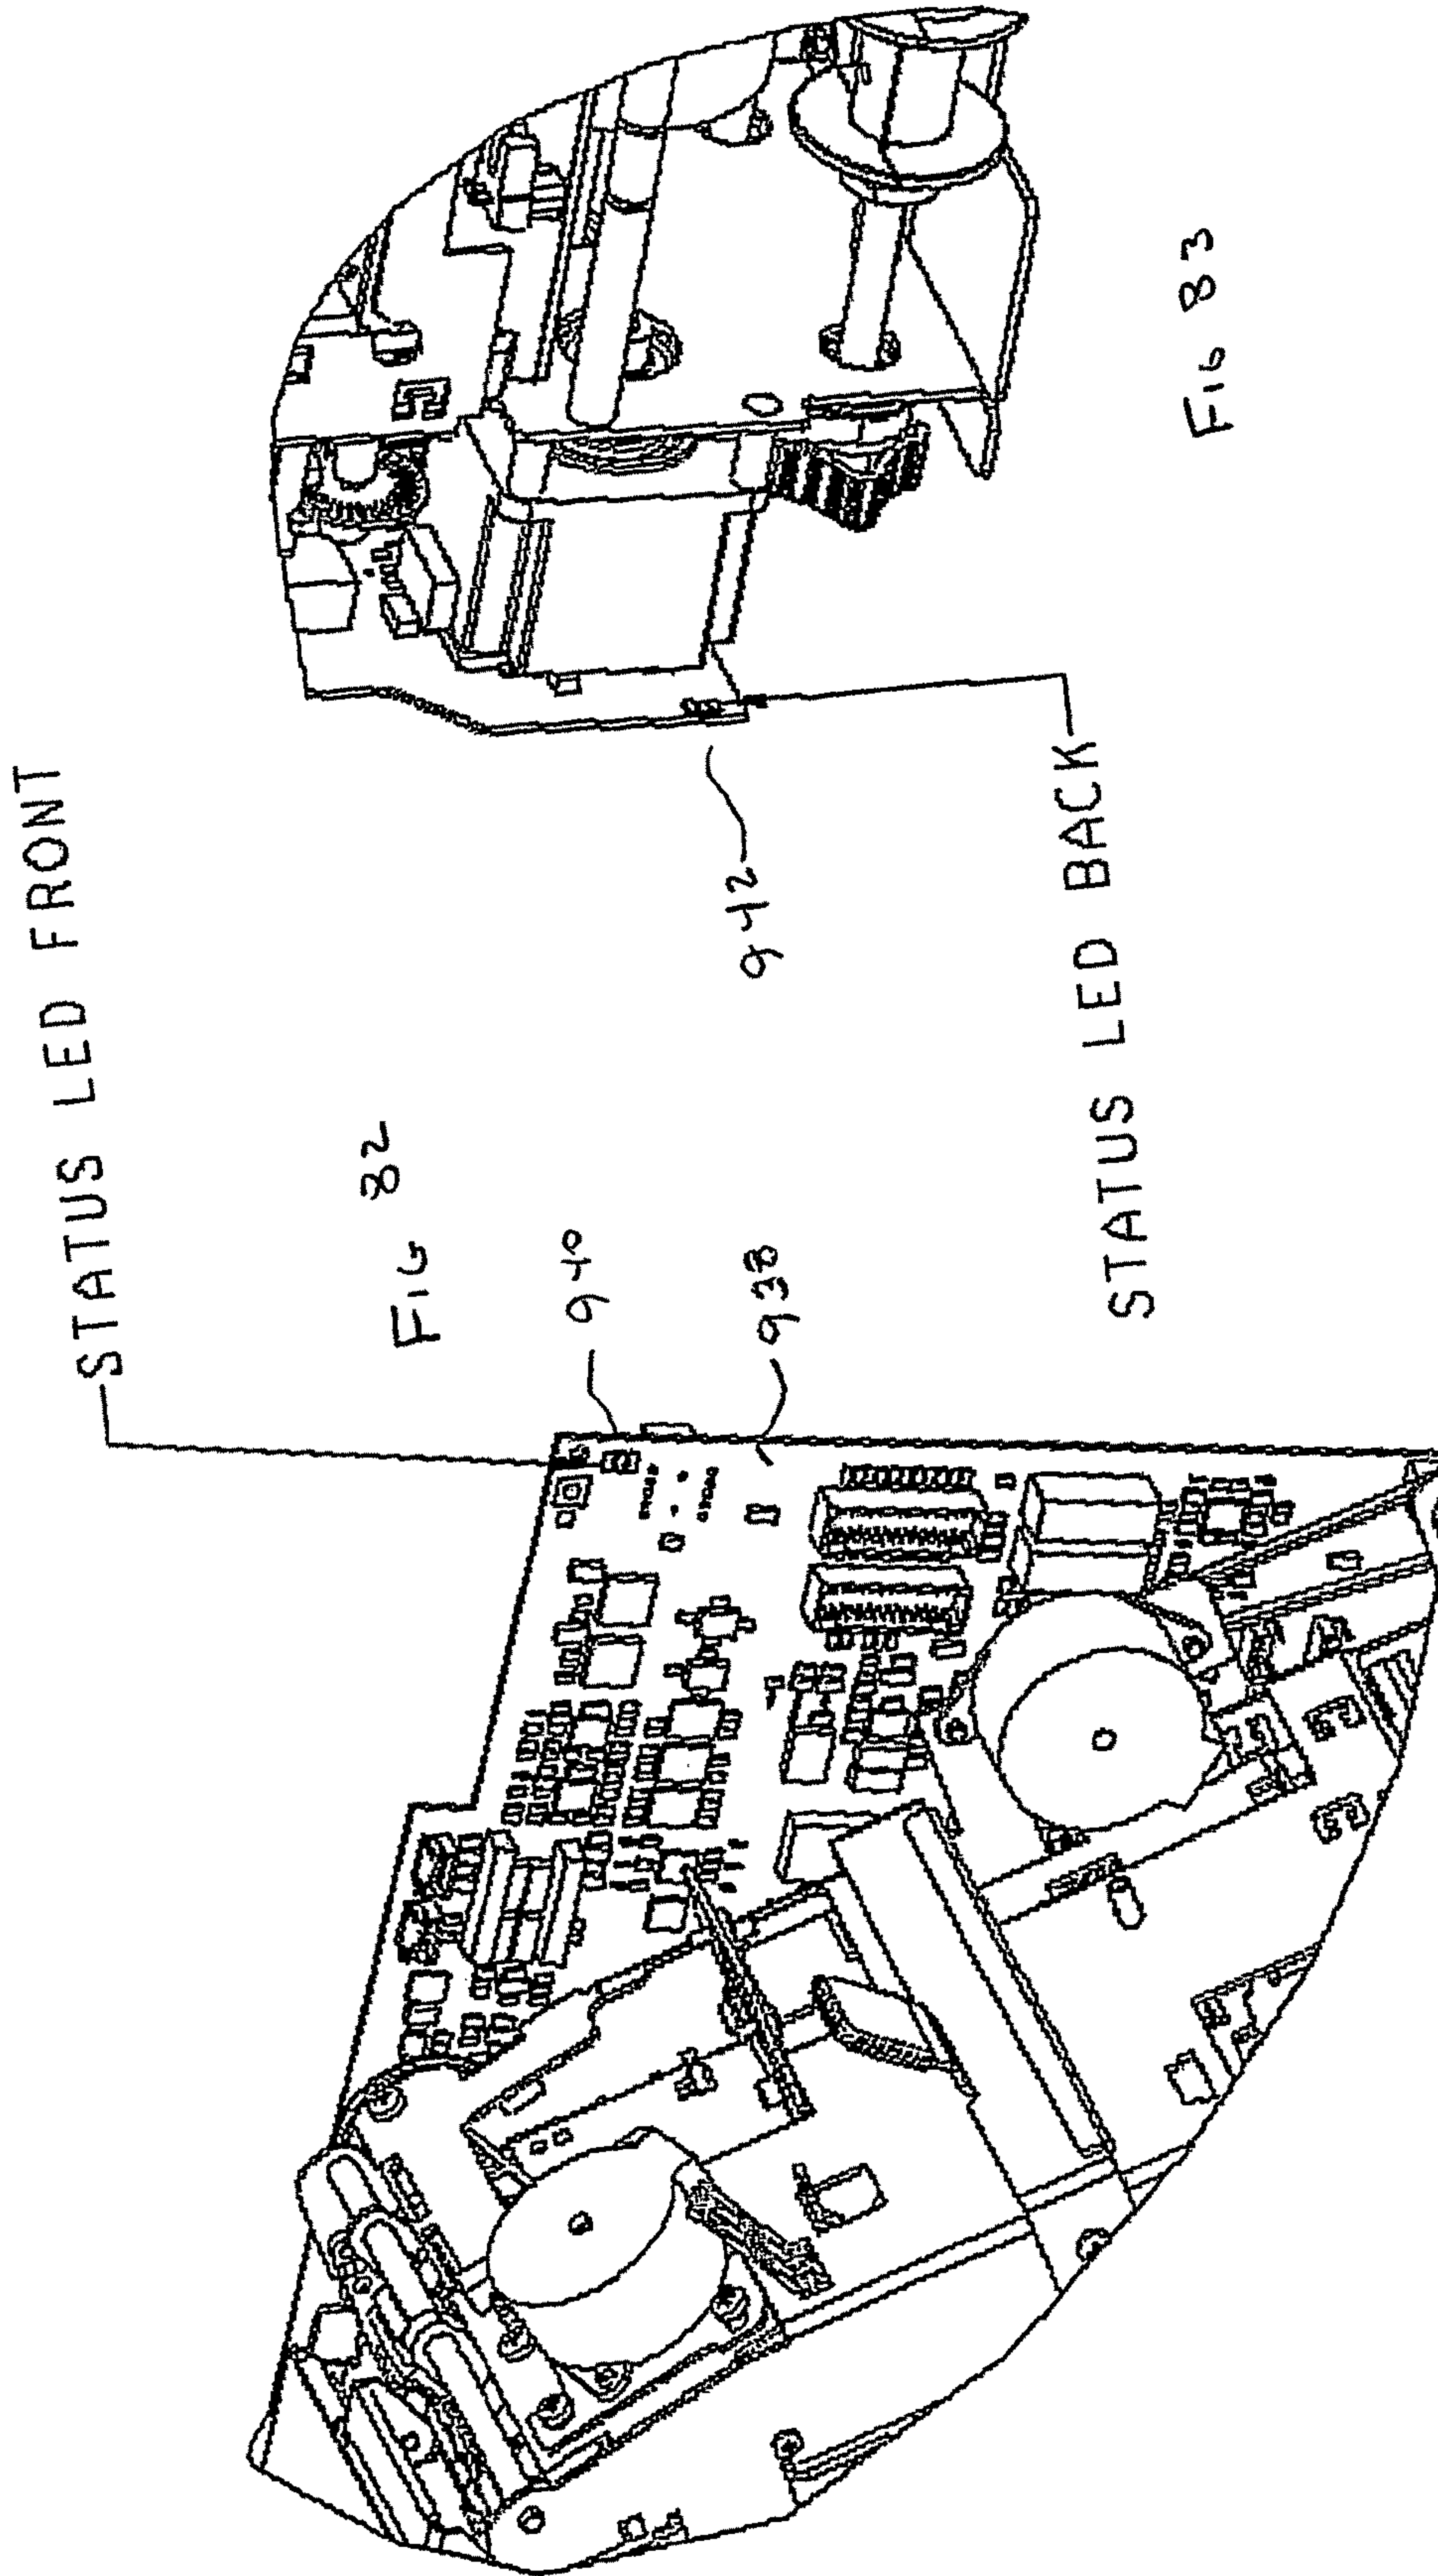 STATUS LED FRONT
Fig 82
940
938
942
STATUS LED BACK
Fig 83